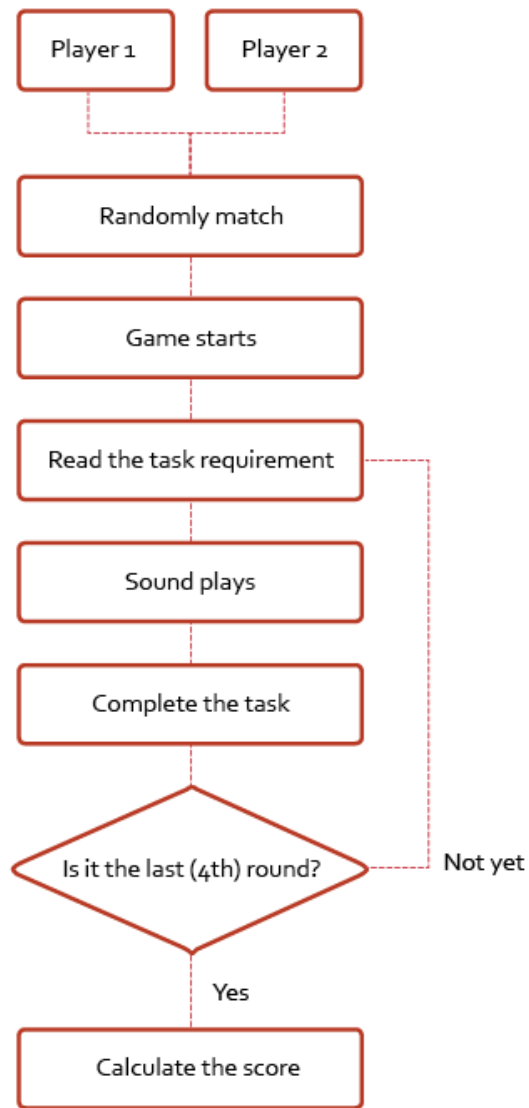 Player 1
Player 2
Randomly match
Game starts
Read the task requirement
Sound plays
Complete the task
Is it the last (4th) round?
Not yet
Yes
Calculate the score